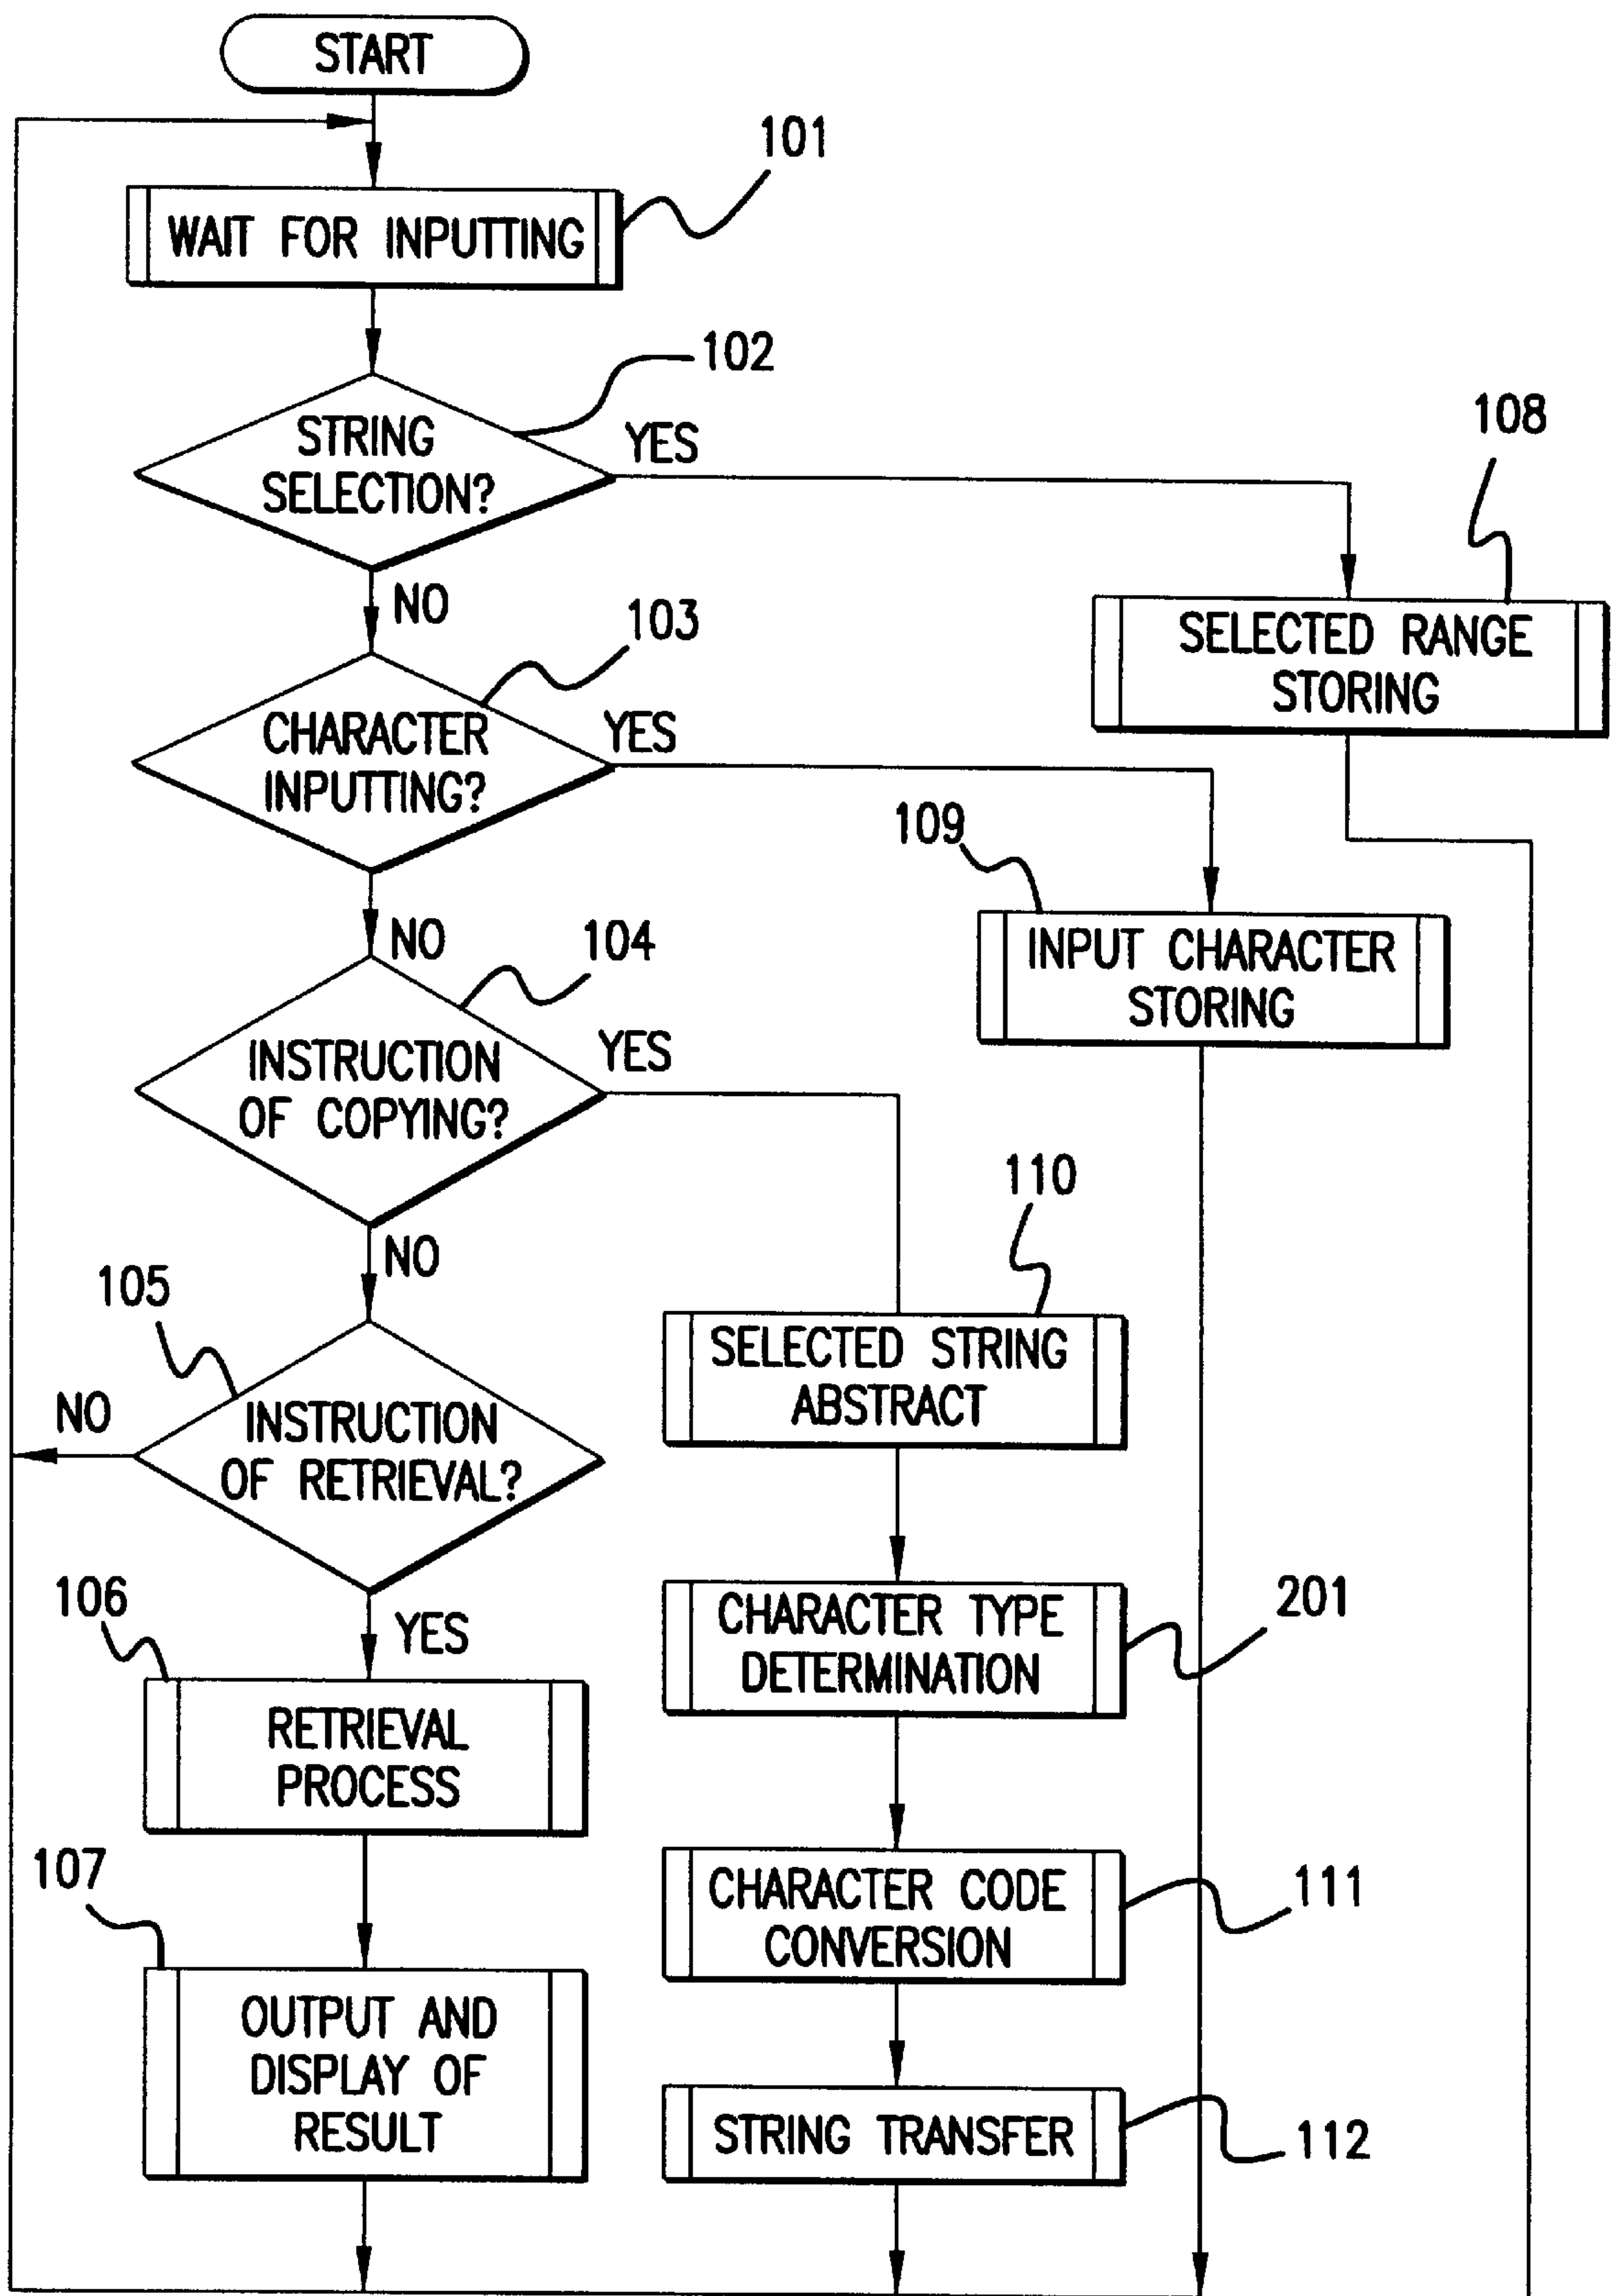 START
101
WAIT FOR INPUTTING
102
STRING
SELECTION?
YES
108
NO
SELECTED RANGE
STORING
103
CHARACTER
INPUTTING?
YES
109
INPUT CHARACTER
STORING
NO
104
INSTRUCTION
OF COPYING?
YES
110
NO
105
SELECTED STRING
ABSTRACT
NO
INSTRUCTION
OF RETRIEVAL?
106
YES
CHARACTER TYPE
DETERMINATION
201
RETRIEVAL
PROCESS
107
CHARACTER CODE
CONVERSION
111
OUTPUT AND
DISPLAY OF
RESULT
STRING TRANSFER
112